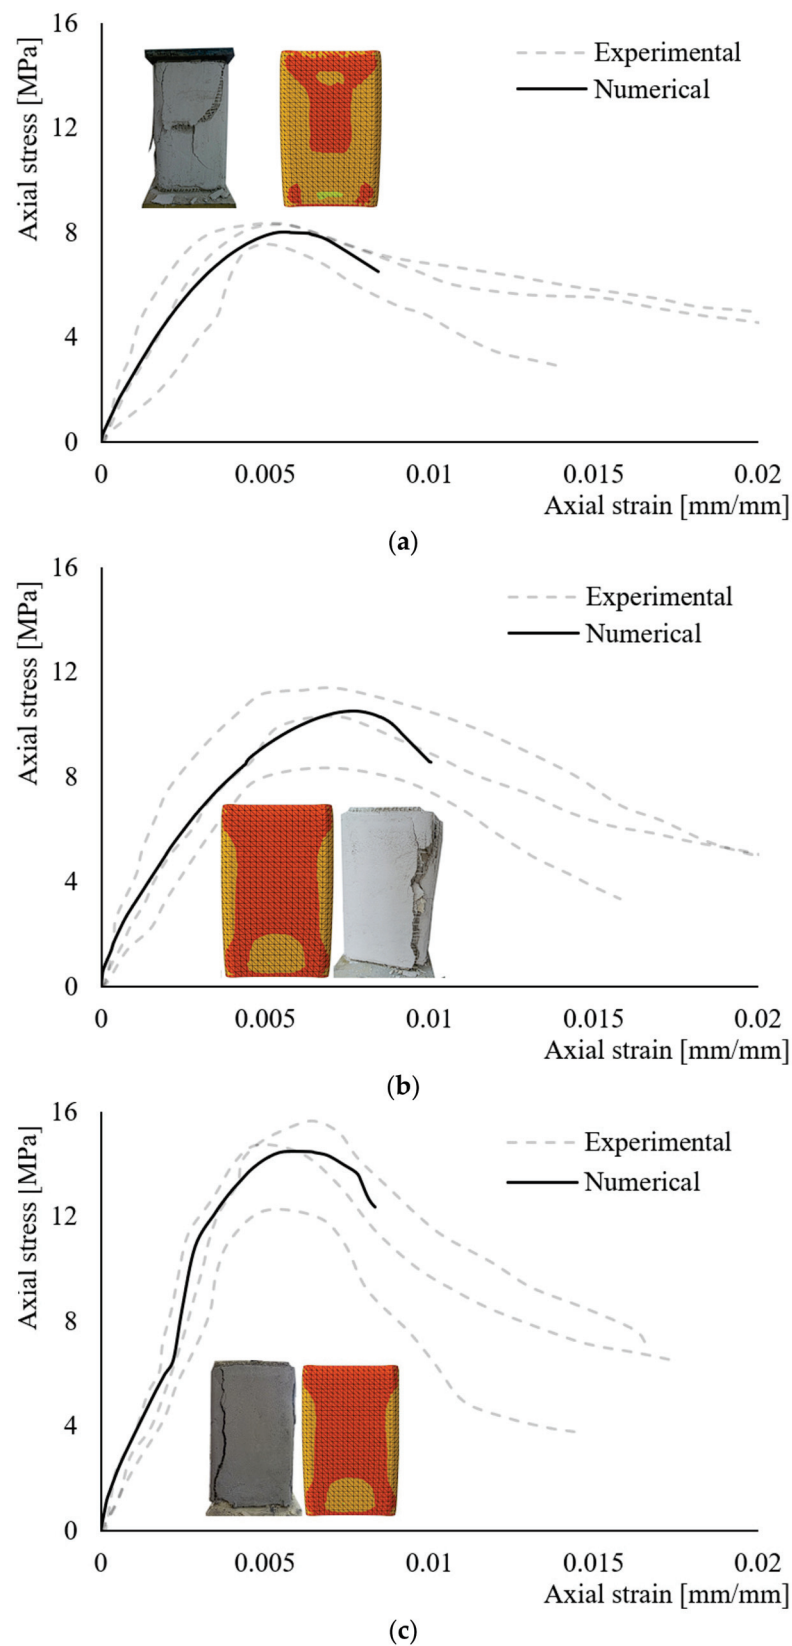 16
12
8
4
0
Axial stress [MPa]
Experimental
Numerical
0 0.005 0.01 0.015 0.02
Axial strain [mm/mm]
(a)
16
12
8
4
0
Axial stress [MPa]
Experimental
Numerical
0 0.005 0.01 0.015 0.02
Axial strain [mm/mm]
(b)
16
12
8
4
0
Axial stress [MPa]
Experimental
Numerical
0 0.005 0.01 0.015 0.02
Axial strain [mm/mm]
(c)